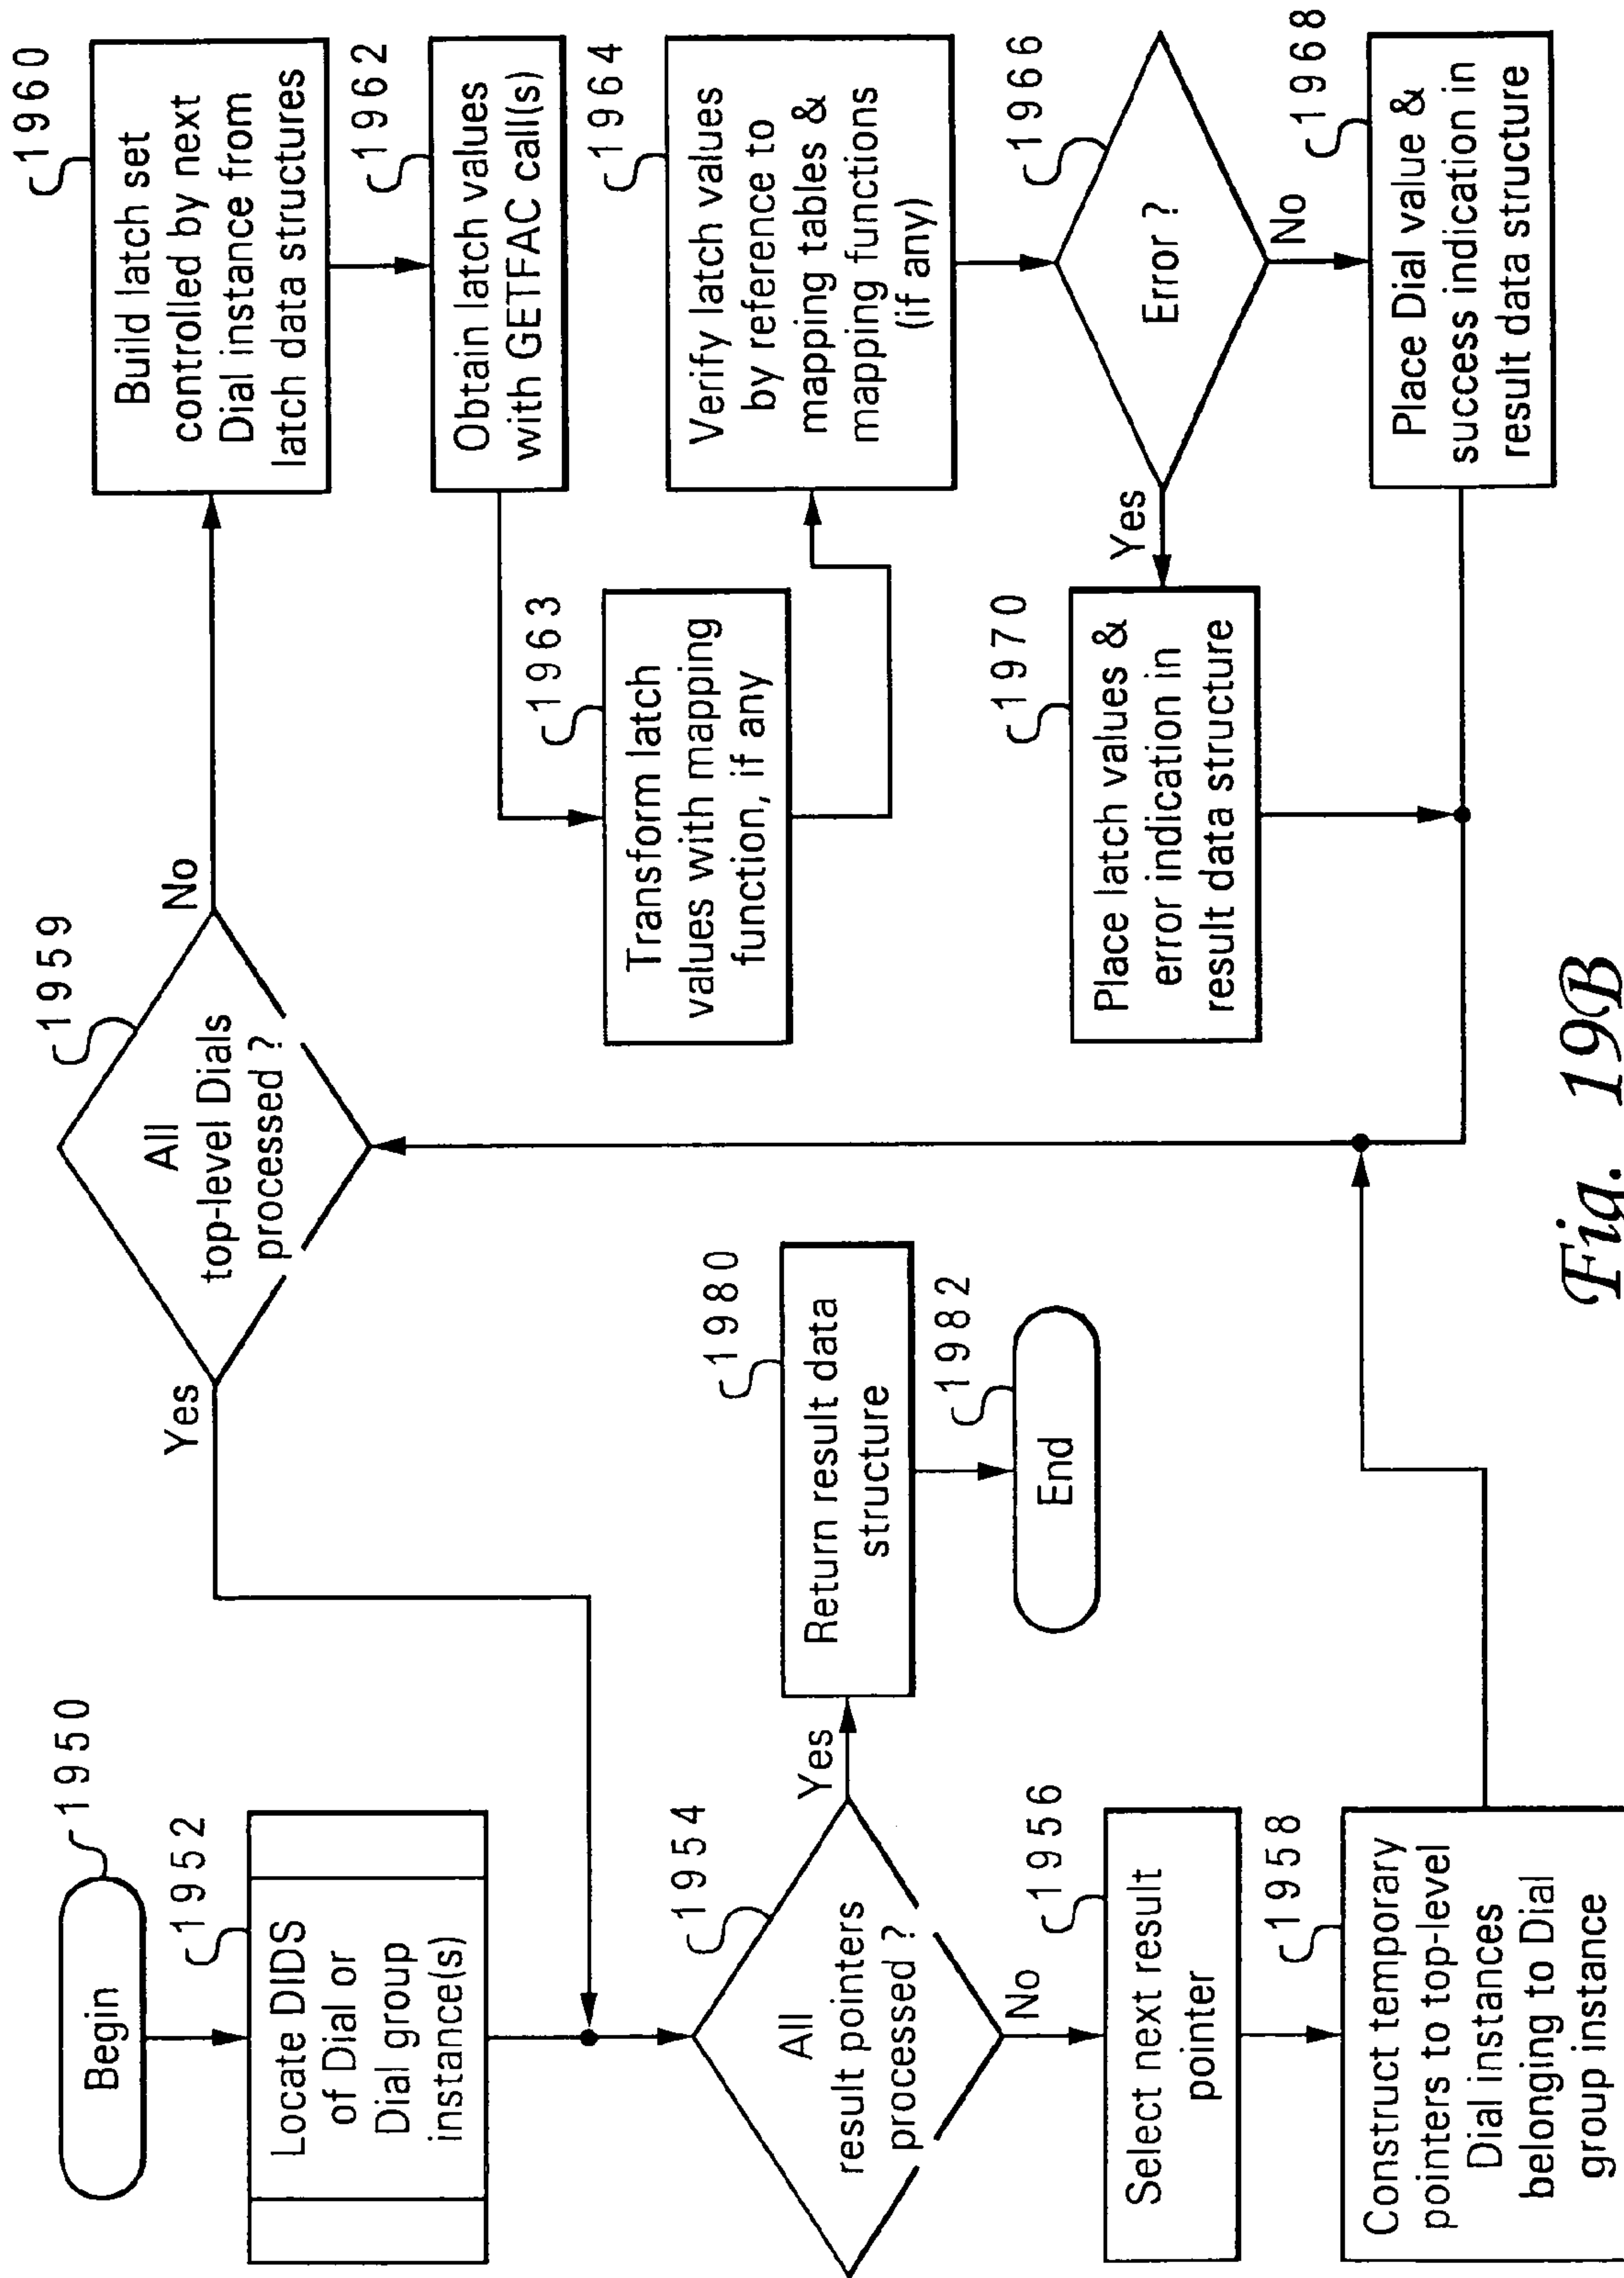 1950
Begin
1952
Locate DIDS
of Dial or
Dial group
instance(s)
1954
All
result pointers
processed ?
Yes
No
1956
Select next result
pointer
1958
Construct temporary
pointers to top-level
Dial instances
belonging to Dial
group instance
1980
Return result data
structure
1982
End
1959
All
top-level Dials
processed ?
Yes
No
1960
Build latch set
controlled by next
Dial instance from
latch data structures
1962
Obtain latch values
with GETFAC call(s)
1963
Transform latch
values with mapping
function, if any
1964
Verify latch values
by reference to
mapping tables &
mapping functions
(if any)
1966
Error ?
Yes
No
1970
Place latch values &
error indication in
result data structure
1968
Place Dial value &
success indication in
result data structure
Fig. 19B